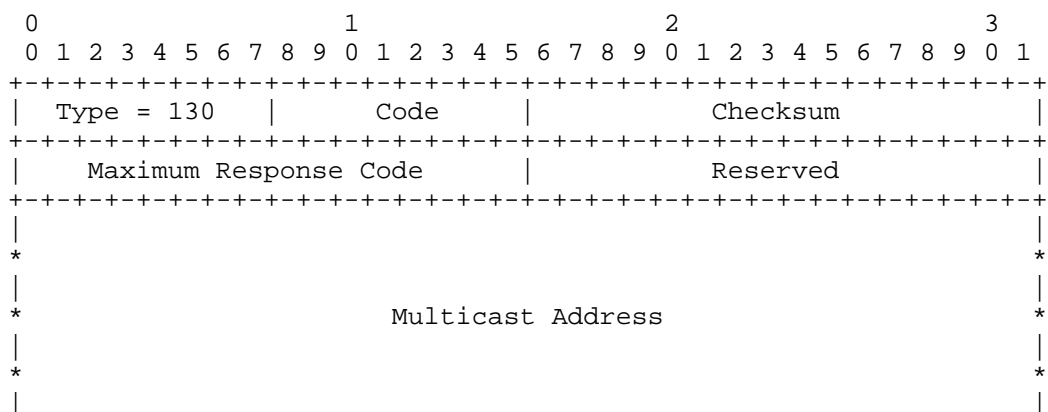 0                   1                   2                   3
 0 1 2 3 4 5 6 7 8 9 0 1 2 3 4 5 6 7 8 9 0 1 2 3 4 5 6 7 8 9 0 1
+-+-+-+-+-+-+-+-+-+-+-+-+-+-+-+-+-+-+-+-+-+-+-+-+-+-+-+-+-+-+-+-+
|  Type = 130   |      Code     |           Checksum            |
+-+-+-+-+-+-+-+-+-+-+-+-+-+-+-+-+-+-+-+-+-+-+-+-+-+-+-+-+-+-+-+-+
|    Maximum Response Code      |           Reserved            |
+-+-+-+-+-+-+-+-+-+-+-+-+-+-+-+-+-+-+-+-+-+-+-+-+-+-+-+-+-+-+-+-+
|                                                               |
*                                                               *
|                                                               |
*                       Multicast Address                       *
|                                                               |
*                                                               *
|                                                               |